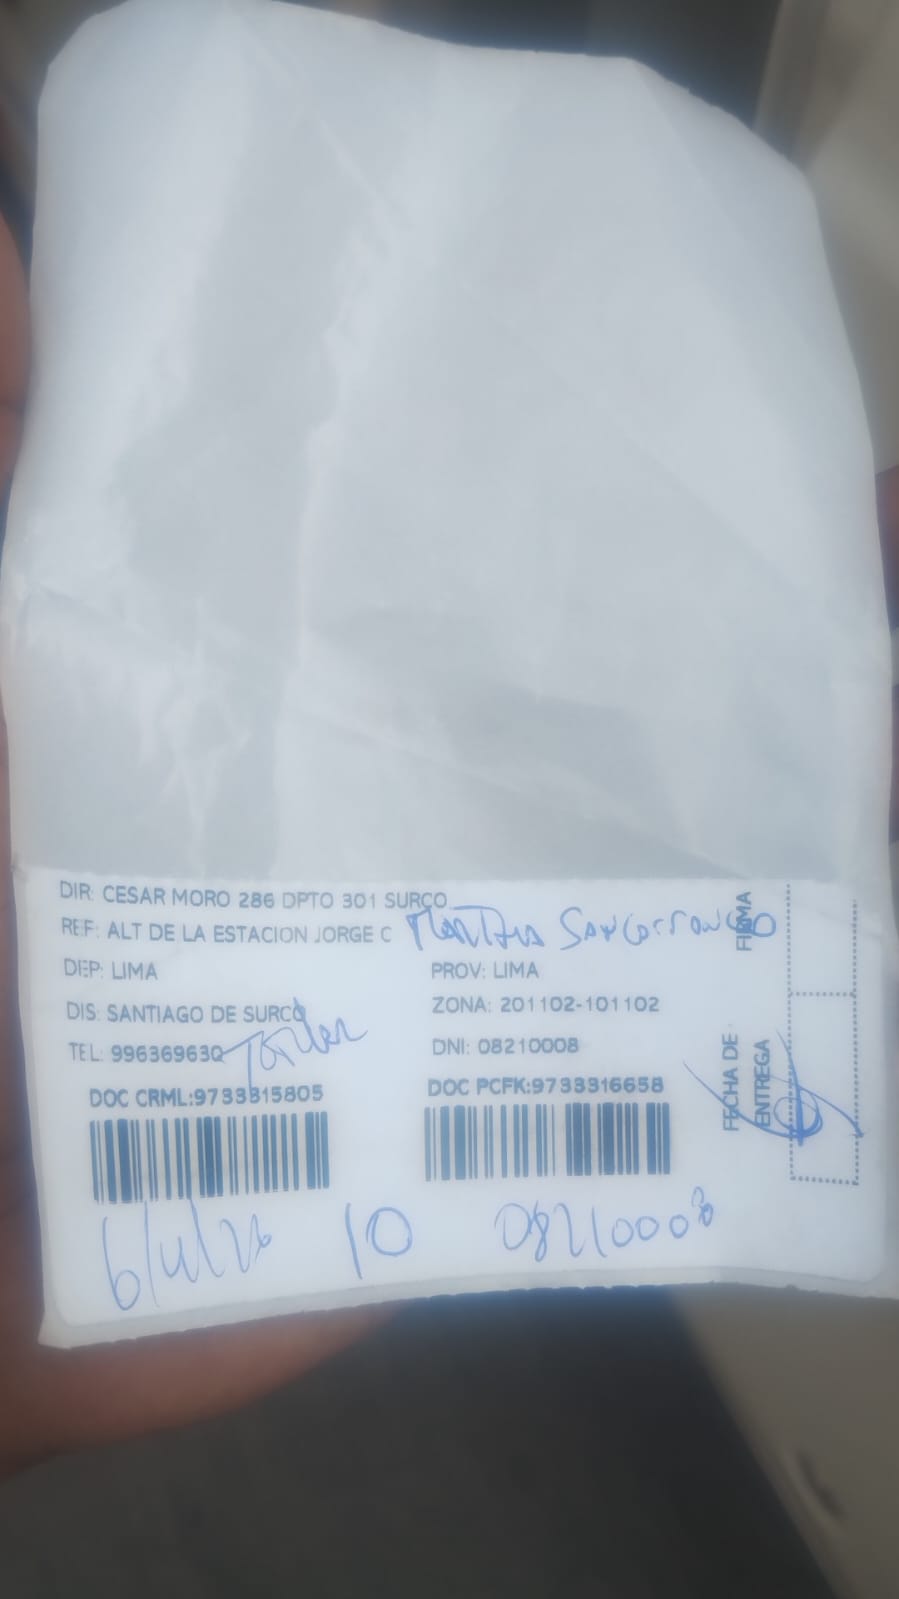 DIR: CESAR MORO 286 DPTO 301 SURCO
REF: ALT DE LA ESTACION JORGE C
DEP: LIMA
PROV: LIMA
DIS: SANTIAGO DE SURCO
ZONA: 201102-101102
TEL: 996369630
DNI: 08210008
DOC CRML:9733315805
DOC PCFK:9733316658
FIRMA
FECHA DE
ENTREGA
10
08210008